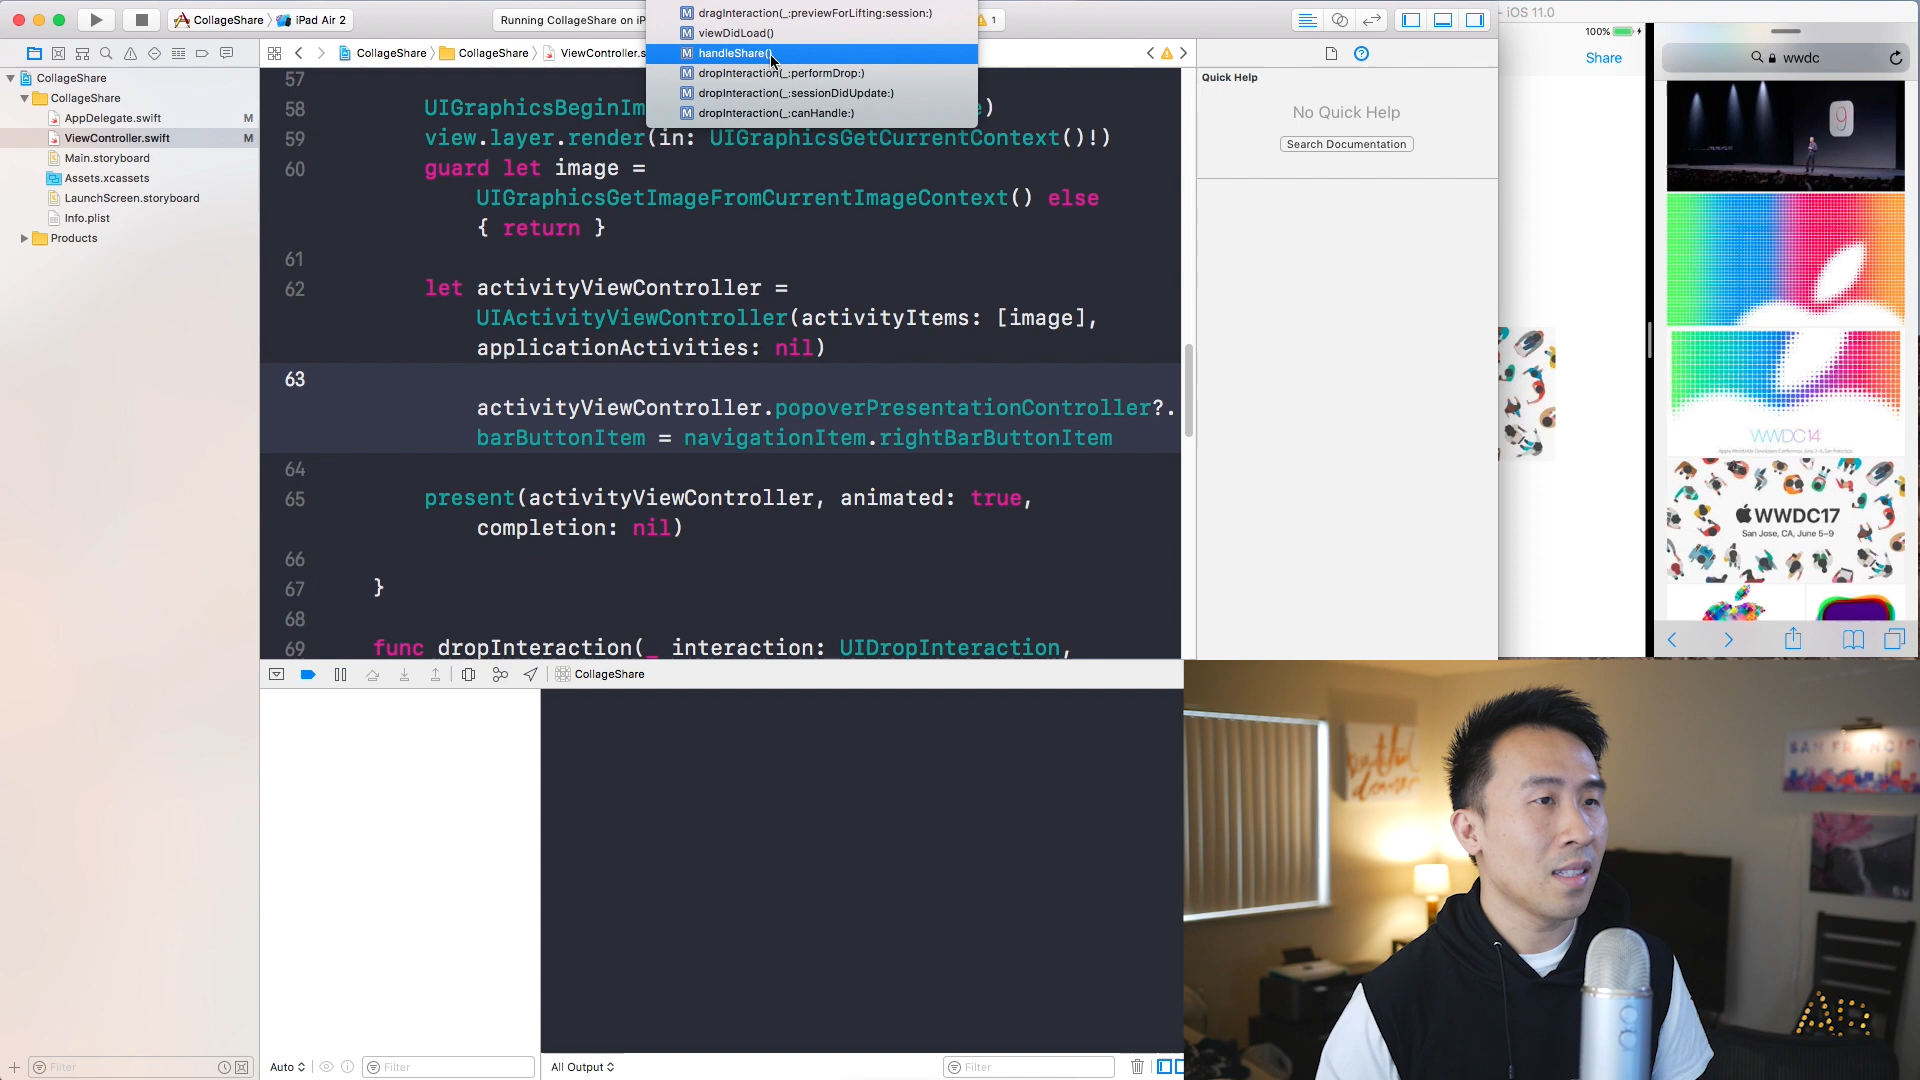 CollageShare
iPad Air 2
Running CollageShare on iP
1
dragInteraction(_:previewForLifting:session:)
viewDidLoad()
handleShare()
dropInteraction(_:performDrop:)
dropInteraction(_:sessionDidUpdate:)
dropInteraction(_:canHandle:)
iOS 11.0
100%
Share
wwdc
CollageShare
CollageShare
ViewController.s
CollageShare
CollageShare
AppDelegate.swift M
ViewController.swift M
Main.storyboard
Assets.xcassets
LaunchScreen.storyboard
Info.plist
Products
57
58 UIGraphicsBeginIm )
59 view.layer.render(in: UIGraphicsGetCurrentContext()!)
60 guard let image =
UIGraphicsGetImageFromCurrentImageContext() else
{ return }
61
62 let activityViewController =
UIActivityViewController(activityItems: [image],
applicationActivities: nil)
63
activityViewController.popoverPresentationController?.
barButtonItem = navigationItem.rightBarButtonItem
64
65 present(activityViewController, animated: true,
completion: nil)
66
67 }
68
69 func dropInteraction(_ interaction: UIDropInteraction,
Quick Help
No Quick Help
Search Documentation
9
WWDC14
WWDC17
San Jose, CA, June 5–9
CollageShare
Filter
Auto
Filter
All Output
Filter
beautiful
SAN FRANCIS